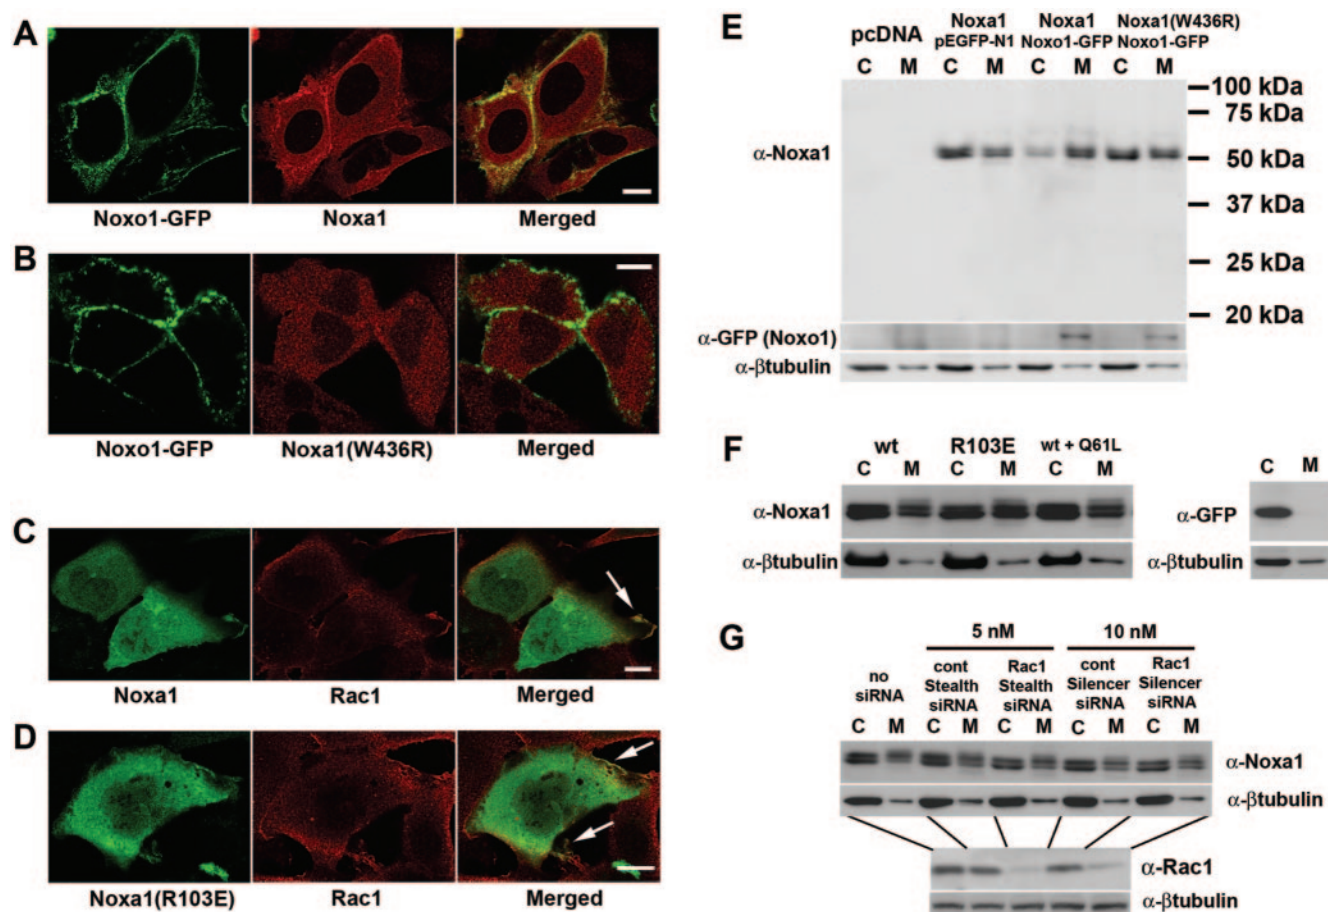 A
Noxo1-GFP Noxa1 Merged
B
Noxo1-GFP Noxa1(W436R) Merged
C
Noxa1 Rac1 Merged
D
Noxa1(R103E) Rac1 Merged
E
pcDNA Noxa1 pEGFP-N1 Noxa1 Noxo1-GFP Noxa1(W436R) Noxo1-GFP
C M C M C M C M
100 kDa
75 kDa
α-Noxa1
50 kDa
37 kDa
25 kDa
20 kDa
α-GFP (Noxo1)
α-βtubulin
F
wt R103E wt + Q61L
C M C M C M
α-Noxa1
α-βtubulin
C M
α-GFP
α-βtubulin
G
5 nM 10 nM
no siRNA cont Stealth siRNA Rac1 Stealth siRNA cont Silencer siRNA Rac1 Silencer siRNA
C M C M C M C M C M
α-Noxa1
α-βtubulin
α-Rac1
α-βtubulin